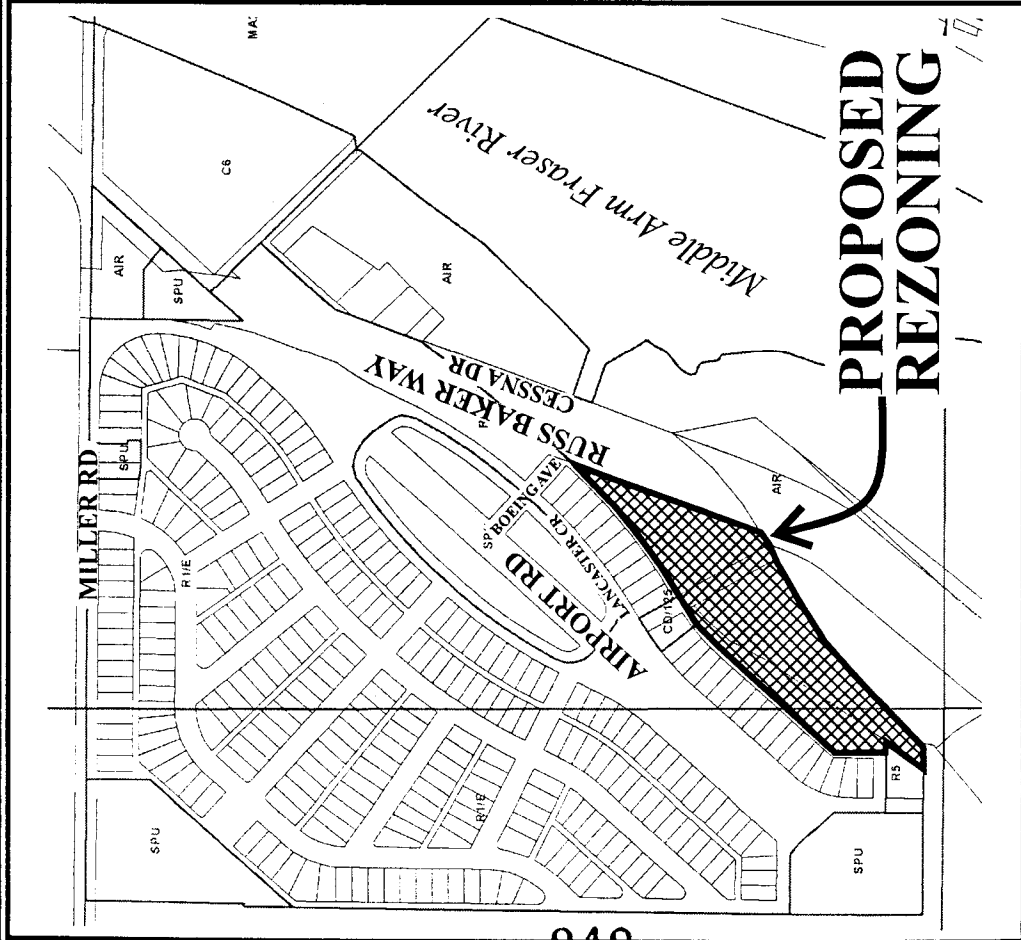 MA
C6
AIR
SPU
Middle Arm Fraser River
AIR
MILLER RD
SPU
R1/E
RUSS BAKER WAY
CESSNA DR
BOEING AVE
LANCASTER CR
AIRPORT RD
CD/125
AIR
PROPOSED
REZONING
R1/E
SPU
R5
SPU